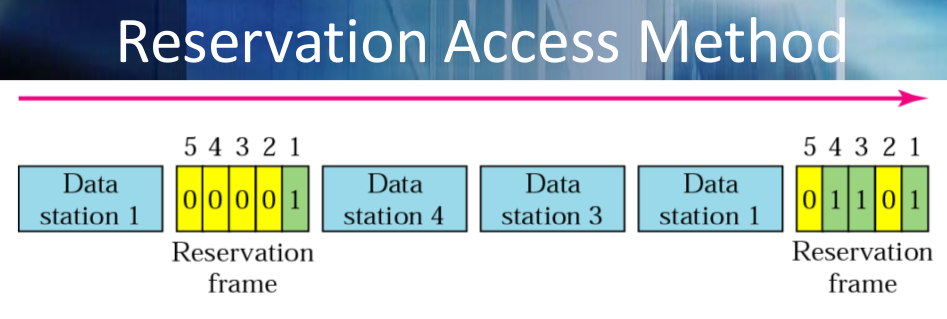 Reservation Access Method
5 4 3 2 1
5 4 3 2 1
Data
station 1
0 0 0 0 1
Data
station 4
Data
station 3
Data
station 1
0 1 1 0 1
Reservation
frame
Reservation
frame